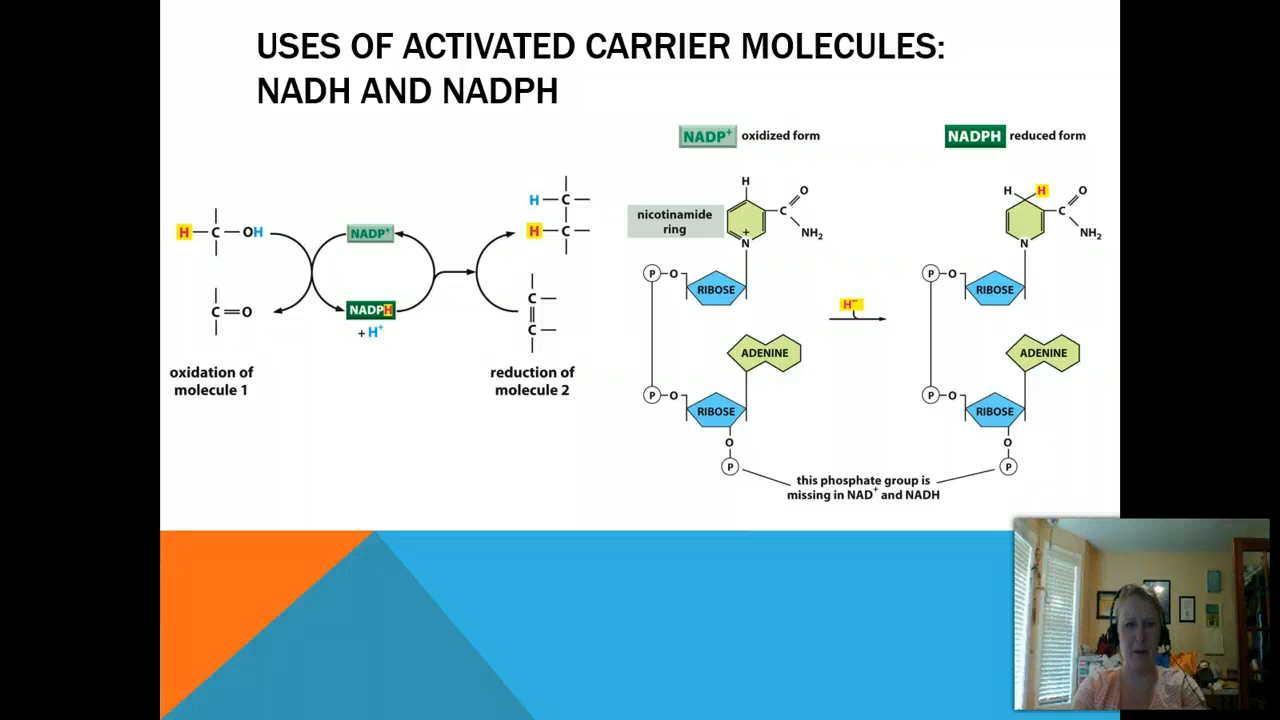 USES OF ACTIVATED CARRIER MOLECULES:
NADH AND NADPH
NADP+ oxidized form
NADPH reduced form
H
C
O
NH2
nicotinamide
ring
+
N
H H
C
O
NH2
N
H C
H C
H C OH
NADP+
C=O
NADPH
+ H+
C
C
oxidation of
molecule 1
reduction of
molecule 2
P O
RIBOSE
ADENINE
P O
RIBOSE
O
P
H−
P O
RIBOSE
ADENINE
P O
RIBOSE
O
P
this phosphate group is
missing in NAD+ and NADH